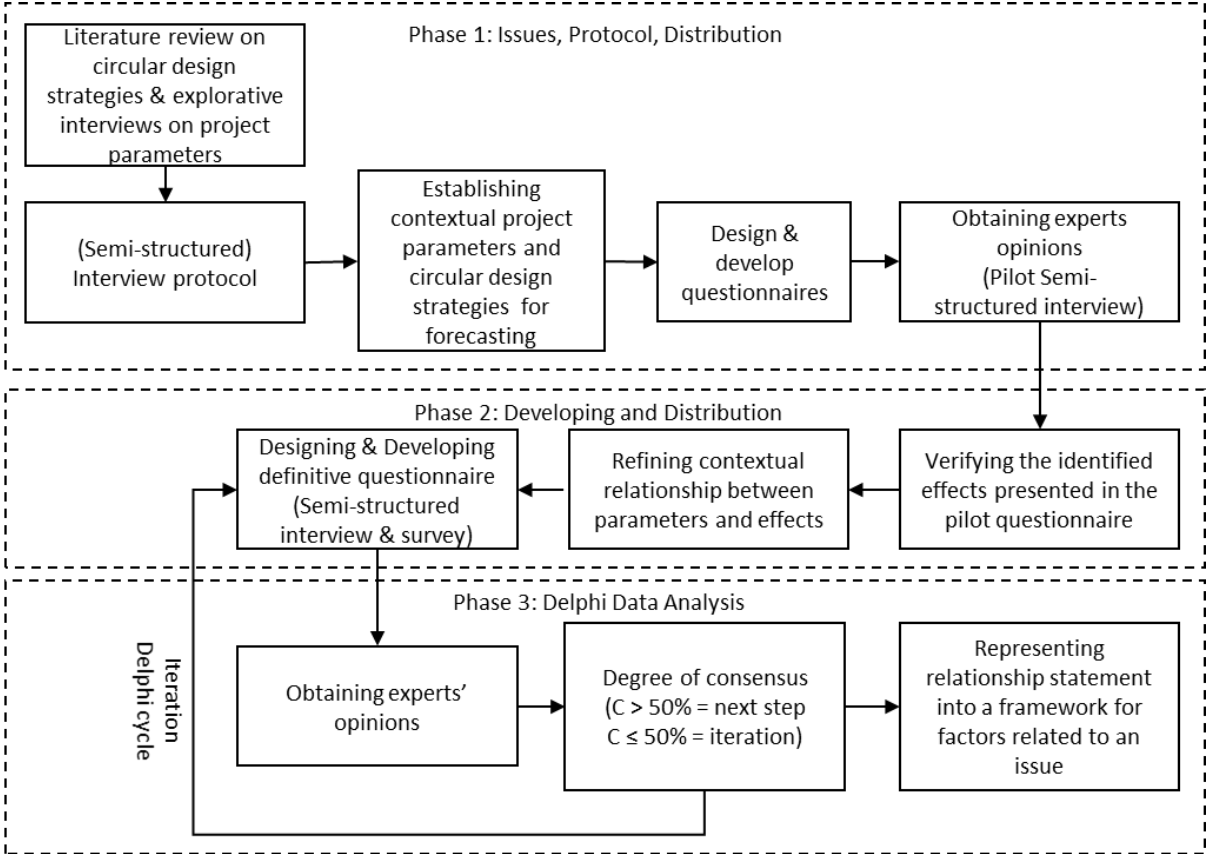 Phase 1: Issues, Protocol, Distribution
Literature review on
circular design
strategies & explorative
interviews on project
parameters
(Semi-structured)
Interview protocol
Establishing
contextual project
parameters and
circular design
strategies for
forecasting
Design &
develop
questionnaires
Obtaining experts
opinions
(Pilot Semi-
structured interview)
Phase 2: Developing and Distribution
Designing & Developing
definitive questionnaire
(Semi-structured
interview & survey)
Refining contextual
relationship between
parameters and effects
Verifying the identified
effects presented in the
pilot questionnaire
Phase 3: Delphi Data Analysis
Iteration
Delphi cycle
Obtaining experts’
opinions
Degree of consensus
(C > 50% = next step
C ≤ 50% = iteration)
Representing
relationship statement
into a framework for
factors related to an
issue